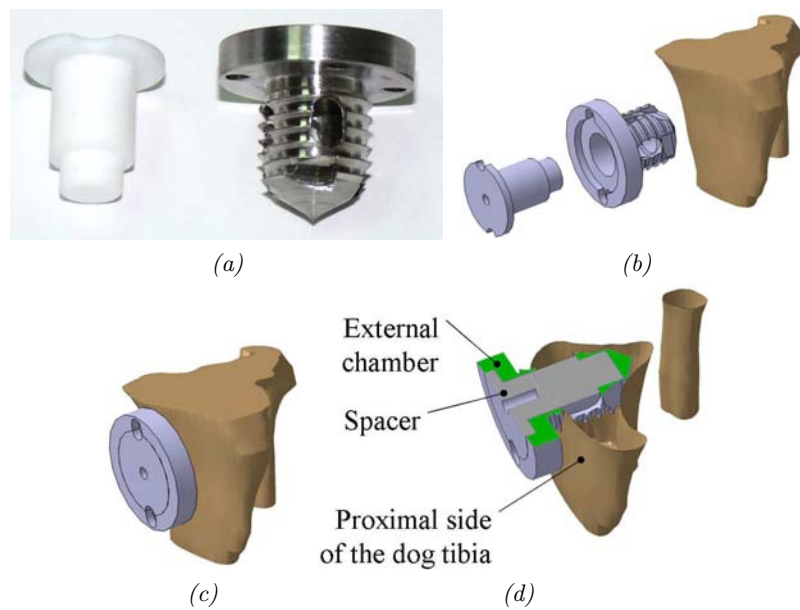 (a)
(b)
External
chamber
Spacer
Proximal side
of the dog tibia
(c)
(d)